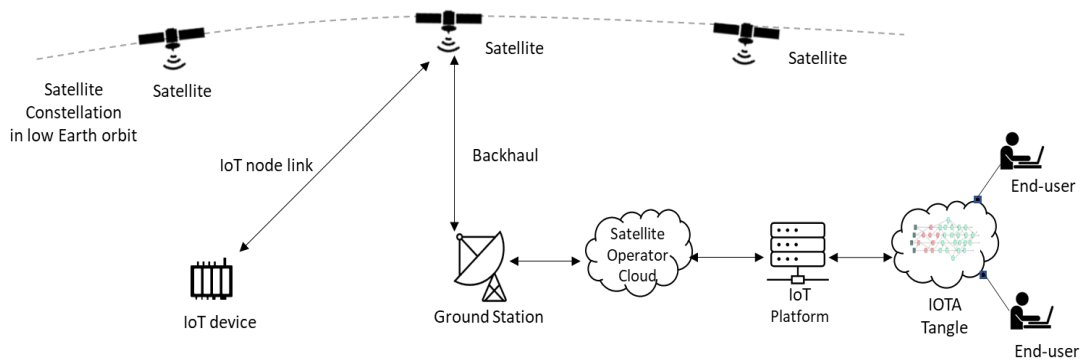 Satellite
Satellite
Satellite
Satellite
Constellation
in low Earth orbit
IoT node link
Backhaul
End-user
Satellite
Operator
Cloud
IoT
Platform
IOTA
Tangle
IoT device
Ground Station
End-user